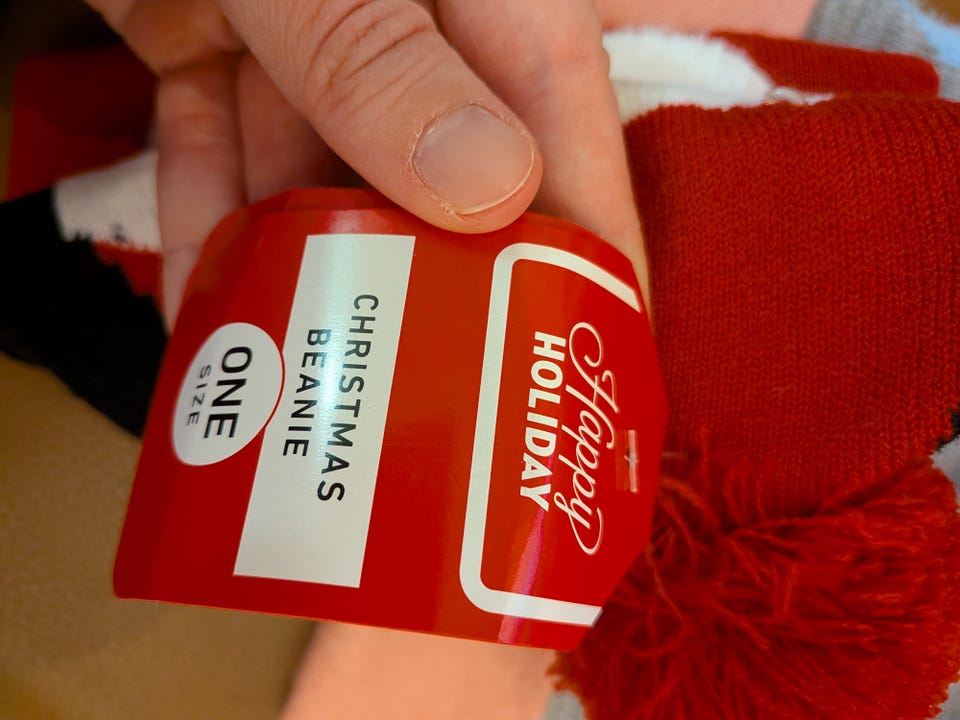 Happy
HOLIDAY
CHRISTMAS
BEANIE
ONE
SIZE